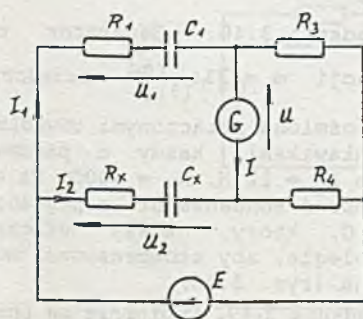 R₁ C₁ R₃
u₁
I₁ G u
I
I₂ Rₓ Cₓ R₄
u₂
E